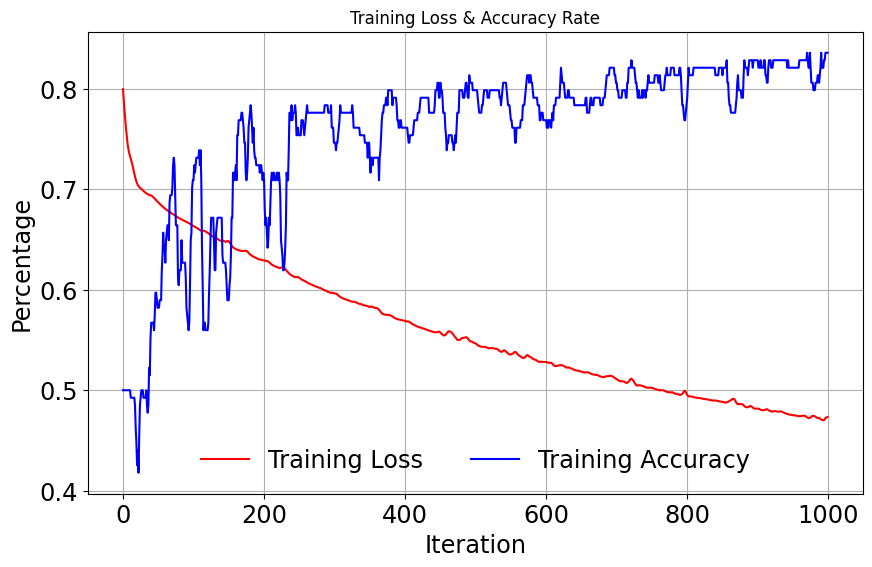 Training Loss & Accuracy Rate
Percentage
0.8
0.7
0.6
0.5
0.4
Training Loss Training Accuracy
0 200 400 600 800 1000
Iteration